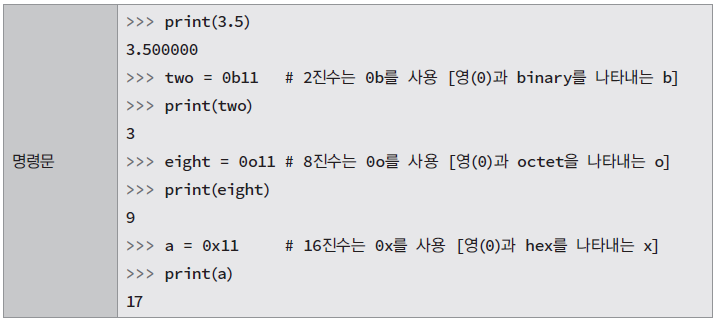 명령문
>>> print(3.5)
3.500000
>>> two = 0b11 # 2진수는 0b를 사용 [영(0)과 binary를 나타내는 b]
>>> print(two)
3
>>> eight = 0o11 # 8진수는 0o를 사용 [영(0)과 octet을 나타내는 o]
>>> print(eight)
9
>>> a = 0x11 # 16진수는 0x를 사용 [영(0)과 hex를 나타내는 x]
>>> print(a)
17